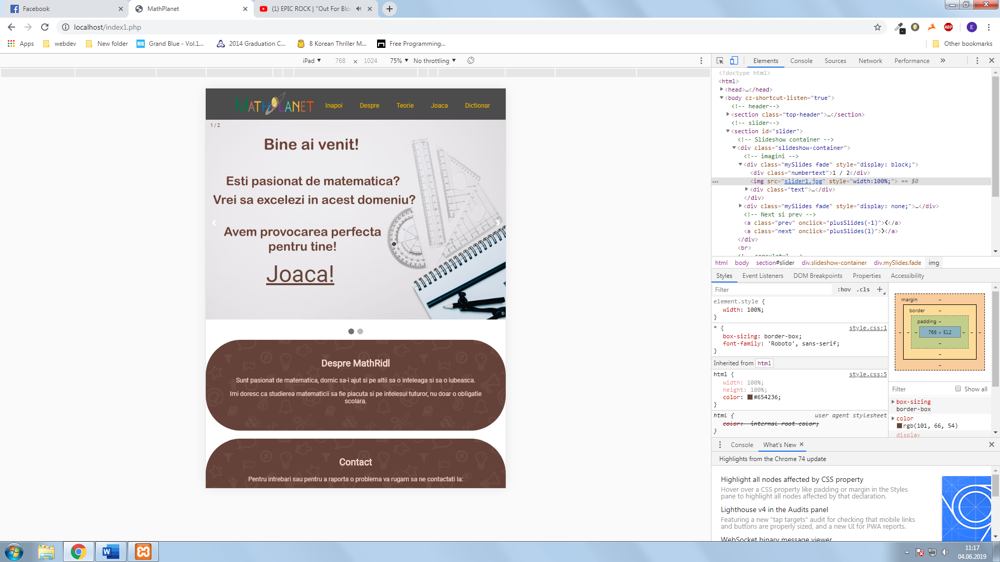 Facebook
MathPlanet
(1) EPIC ROCK | "Out For Blo
localhost/index1.php
ABP
E
Apps
webdev
New folder
MR
Grand Blue - Vol.1...
2014 Graduation C...
8 Korean Thriller M...
Free Programming...
Other bookmarks
iPad ▼
768 × 1024
75% ▼
No throttling ▼
MATHPLANET
Inapoi
Despre
Teorie
Joaca
Dictionar
1 / 2
Bine ai venit!
Esti pasionat de matematica?
Vrei sa excelezi in acest domeniu?
Avem provocarea perfecta
pentru tine!
Joaca!
❮
❯
Despre MathRidl
Sunt pasionat de matematica, dornic sa-i ajut si pe altii sa o inteleaga si sa o iubeasca.
Imi doresc ca studierea matematicii sa fie placuta si pe intelesul tuturor, nu doar o obligatie
scolara.
Contact
Pentru intrebari sau pentru a raporta o problema va rugam sa ne contactati la:
Elements
Console
Sources
Network
Performance
»
<!doctype html>
<html>
<head>…</head>
<body cz-shortcut-listen="true">
<!-- header-->
<section class="top-header">…</section>
<!-- slider-->
<section id="slider">
<!-- Slideshow container -->
<div class="slideshow-container">
<!-- imagini -->
<div class="mySlides fade" style="display: block;">
<div class="numbertext">1 / 2</div>
<img src="slider1.jpg" style="width:100%;"> == $0
<div class="text">…</div>
</div>
<div class="mySlides fade" style="display: none;">…</div>
<!-- Next si prev -->
<a class="prev" onclick="plusSlides(-1)">❮</a>
<a class="next" onclick="plusSlides(1)">❯</a>
</div>
<br>
html
body
section#slider
div.slideshow-container
div.mySlides.fade
img
Styles
Event Listeners
DOM Breakpoints
Properties
Accessibility
Filter
:hov
.cls
+
element.style {
width: 100%;
}
* {
style.css:1
box-sizing: border-box;
font-family: 'Roboto', sans-serif;
}
Inherited from html
html {
style.css:5
width: 100%;
height: 100%;
color: #654236;
}
html {
user agent stylesheet
color: -internal-root-color;
}
margin –
border –
padding –
– – – 768 × 512 – – –
–
–
–
Filter
Show all
box-sizing
border-box
color
rgb(101, 66, 54)
display
Console
What's New
Highlights from the Chrome 74 update
Highlight all nodes affected by CSS property
Hover over a CSS property like padding or margin in the Styles
pane to highlight all nodes affected by that declaration.
Lighthouse v4 in the Audits panel
Featuring a new "tap targets" audit for checking that mobile links
and buttons are properly sized, and a new UI for PWA reports.
WebSocket binary message viewer
W
11:17
04.06.2019